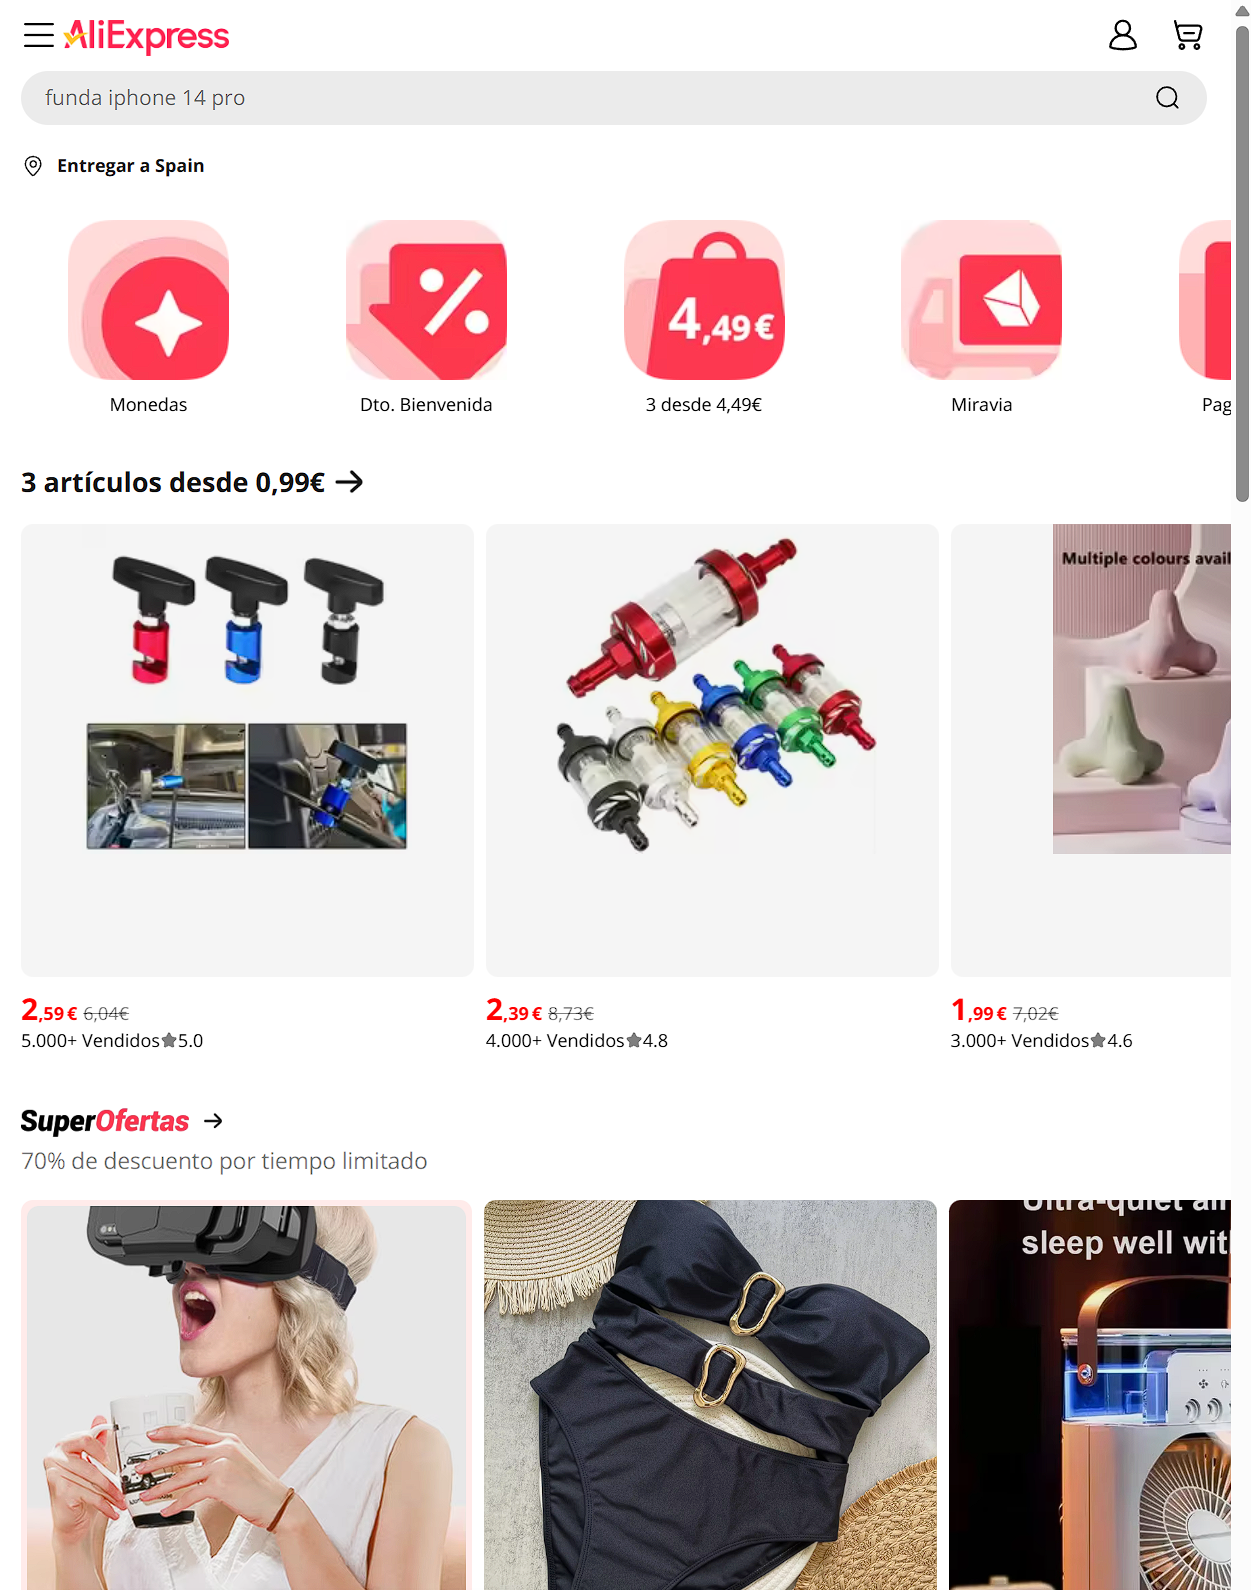 AliExpress
funda iphone 14 pro
Entregar a Spain
4,49€
Monedas
Dto. Bienvenida
3 desde 4,49€
Miravia
Pag
3 artículos desde 0,99€
Multiple colours avail
2,59€ 6,04€
5.000+ Vendidos 5.0
2,39€ 8,73€
4.000+ Vendidos 4.8
1,99€ 7,02€
3.000+ Vendidos 4.6
SuperOfertas
70% de descuento por tiempo limitado
Ultra-quiet air
sleep well wit